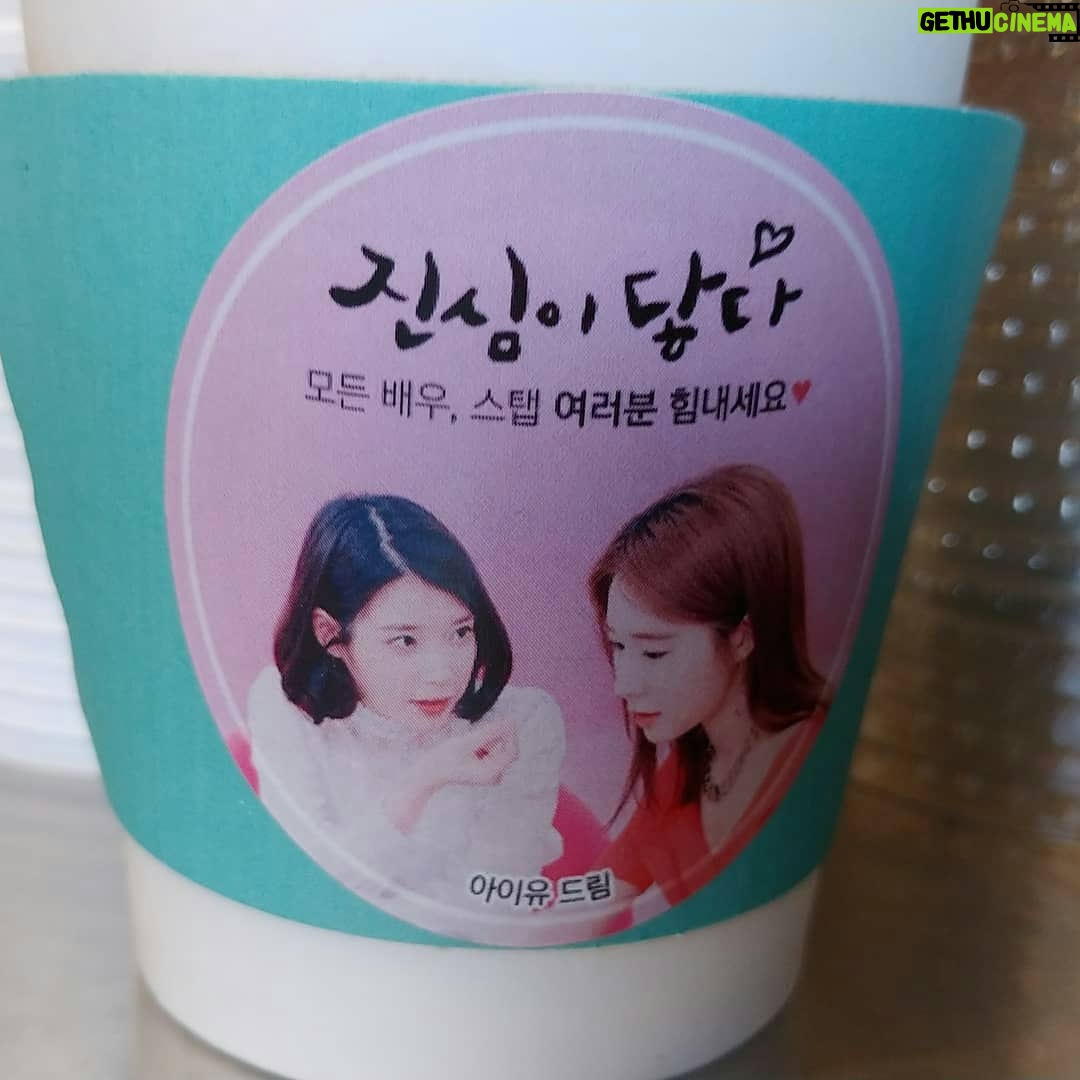 GETHUCINEMA
진심이 닿다
모든 배우, 스탭 여러분 힘내세요♥
아이유 드림